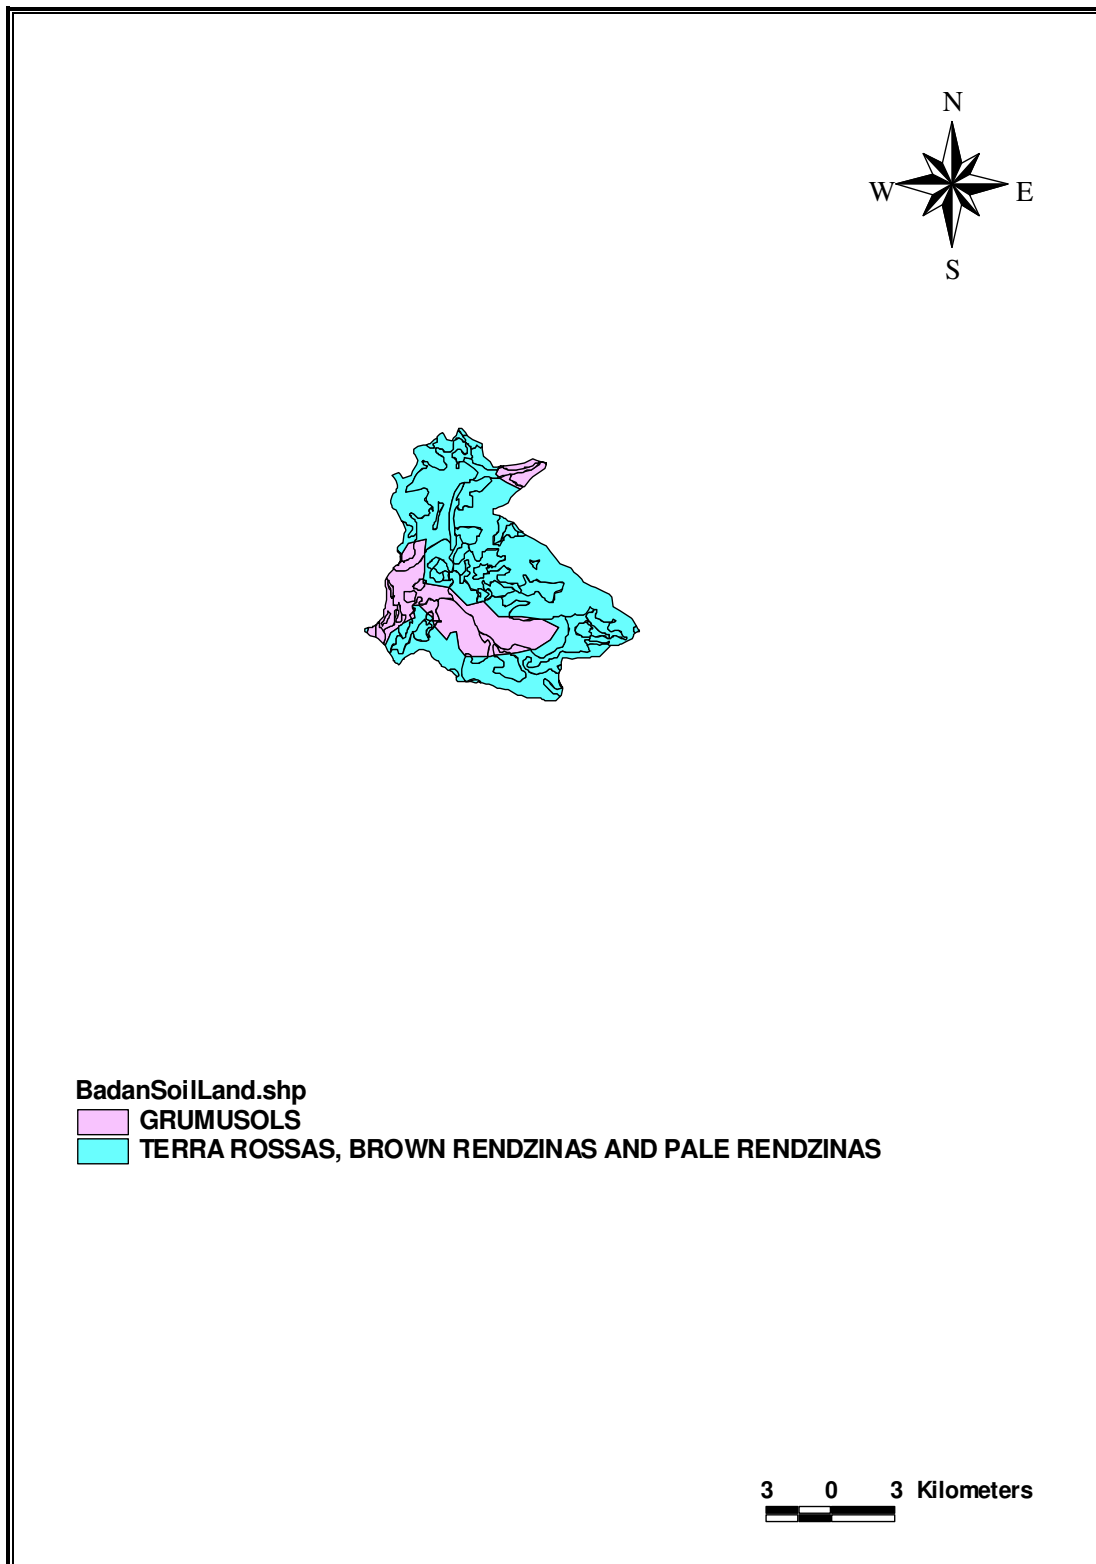 N
W E
S
BadanSoilLand.shp
GRUMUSOLS
TERRA ROSSAS, BROWN RENDZINAS AND PALE RENDZINAS
3 0 3 Kilometers